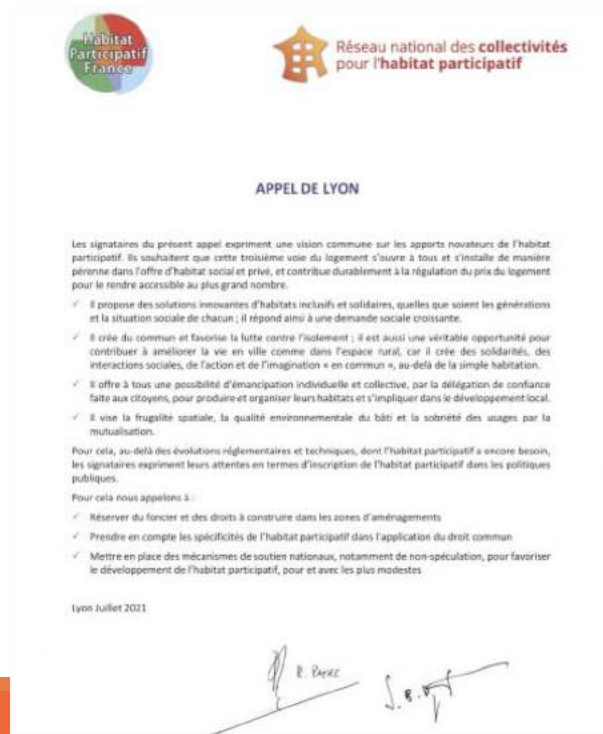 Habitat
Participatif
France
Réseau national des collectivités
pour l'habitat participatif
APPEL DE LYON
Les signataires du présent appel expriment une vision commune sur les apports novateurs de l'habitat
participatif. Ils souhaitent que cette troisième voie du logement s'ouvre à tous et s'installe de manière
pérenne dans l'offre d'habitat social et privé, et contribue durablement à la régulation du prix du logement
pour le rendre accessible au plus grand nombre.
✓ Il propose des solutions innovantes d'habitats inclusifs et solidaires, quelles que soient les générations
et la situation sociale de chacun ; il répond ainsi à une demande sociale croissante.
✓ Il crée du commun et favorise la lutte contre l'isolement ; il est aussi une véritable opportunité pour
contribuer à améliorer la vie en ville comme dans l'espace rural, car il crée des solidarités, des
interactions sociales, de l'action et de l'imagination « en commun », au-delà de la simple habitation.
✓ Il offre à tous une possibilité d'émancipation individuelle et collective, par la délégation de confiance
faite aux citoyens, pour produire et organiser leurs habitats et s'impliquer dans le développement local.
✓ Il vise la frugalité spatiale, la qualité environnementale du bâti et la sobriété des usages par la
mutualisation.
Pour cela, au-delà des évolutions réglementaires et techniques, dont l'habitat participatif a encore besoin,
les signataires expriment leurs attentes en termes d'inscription de l'habitat participatif dans les politiques
publiques.
Pour cela nous appelons à :
✓ Réserver du foncier et des droits à construire dans les zones d'aménagements
✓ Prendre en compte les spécificités de l'habitat participatif dans l'application du droit commun
✓ Mettre en place des mécanismes de soutien nationaux, notamment de non-spéculation, pour favoriser
le développement de l'habitat participatif, pour et avec les plus modestes
Lyon Juillet 2021